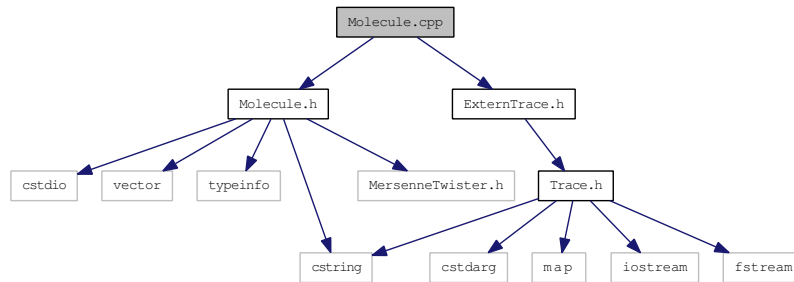 Molecule.cpp
Molecule.h
ExternTrace.h
cstdio
vector
typeinfo
MersenneTwister.h
Trace.h
cstring
cstdarg
map
iostream
fstream